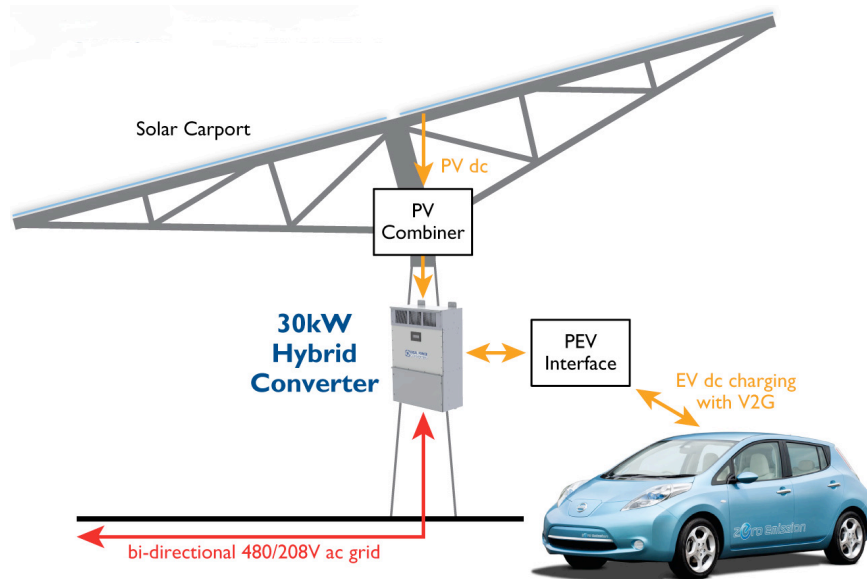 Solar Carport
PV dc
PV
Combiner
30kW
Hybrid
Converter
PEV
Interface
EV dc charging
with V2G
zero emission
bi-directional 480/208V ac grid